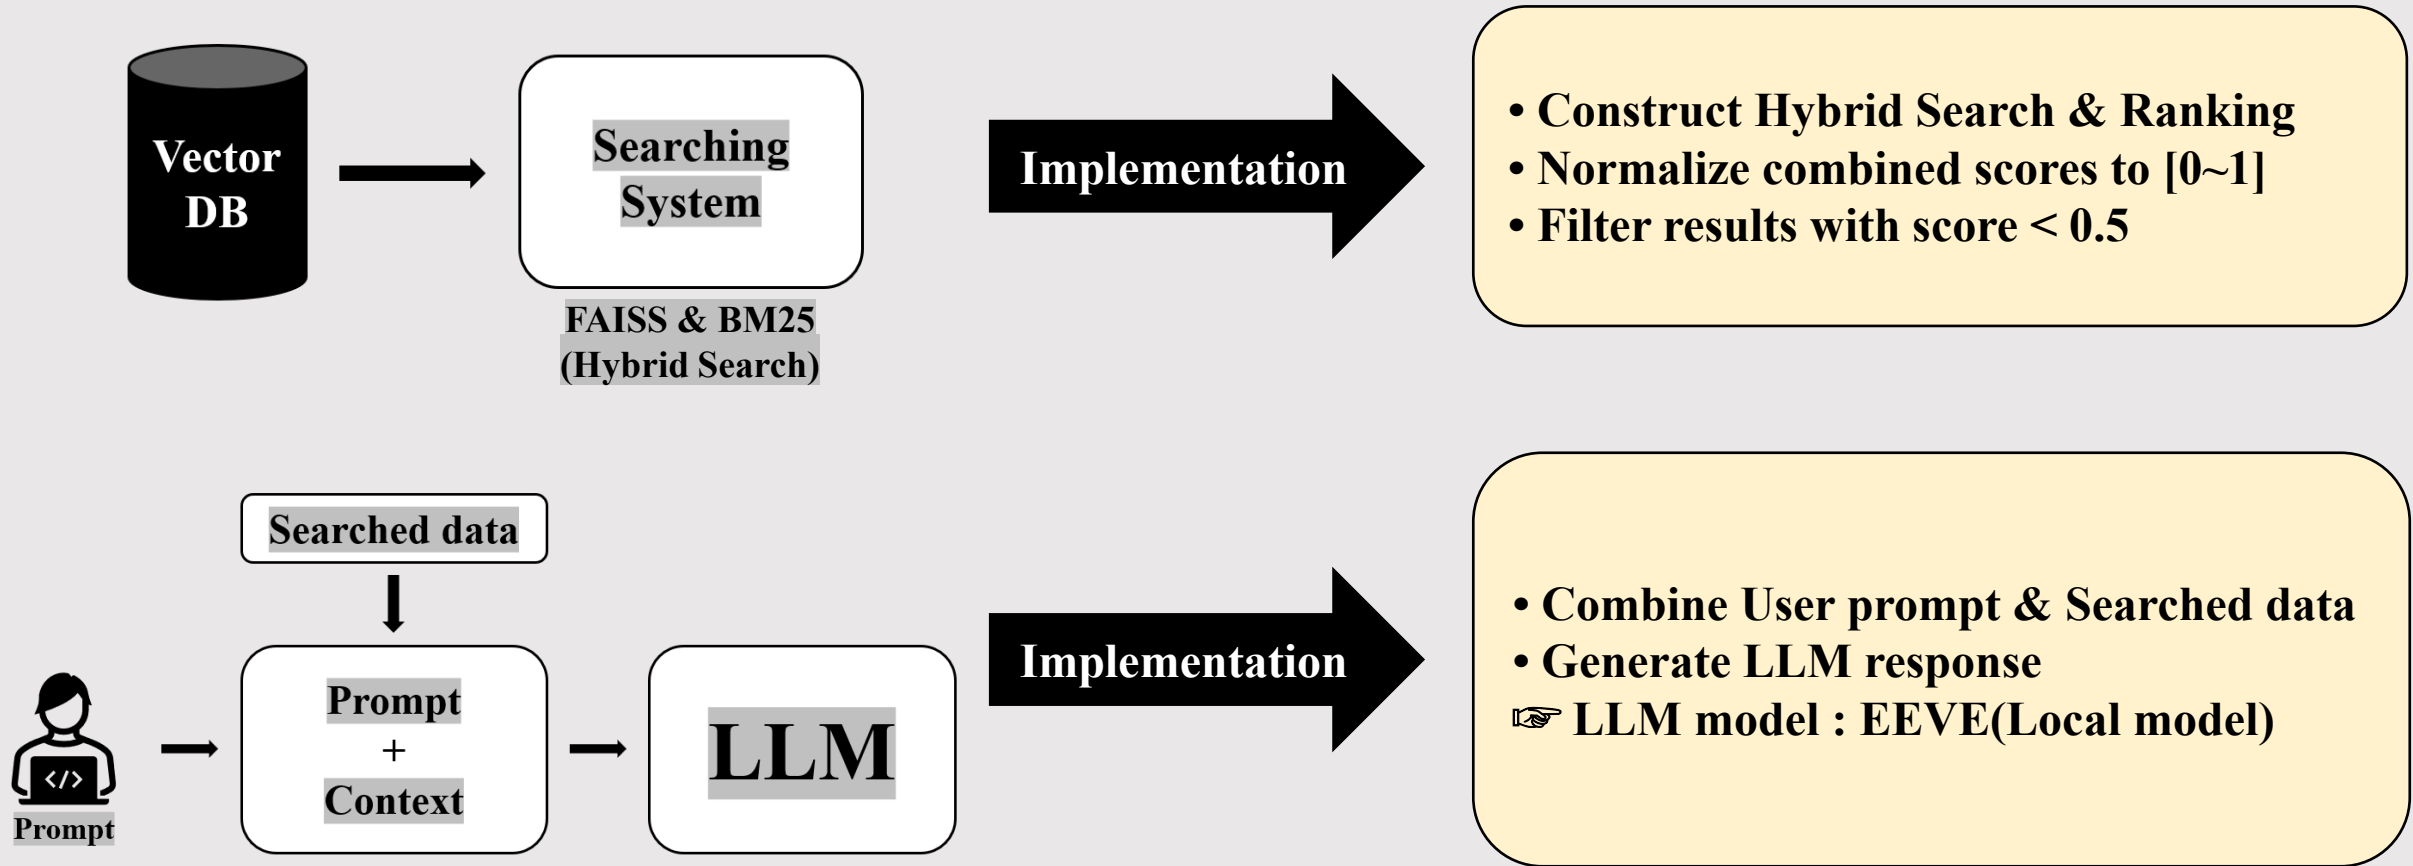 Vector
DB
Searching
System
FAISS & BM25
(Hybrid Search)
Implementation
• Construct Hybrid Search & Ranking
• Normalize combined scores to [0~1]
• Filter results with score < 0.5
Searched data
Prompt
+
Context
</>
Prompt
LLM
Implementation
• Combine User prompt & Searched data
• Generate LLM response
☞ LLM model : EEVE(Local model)